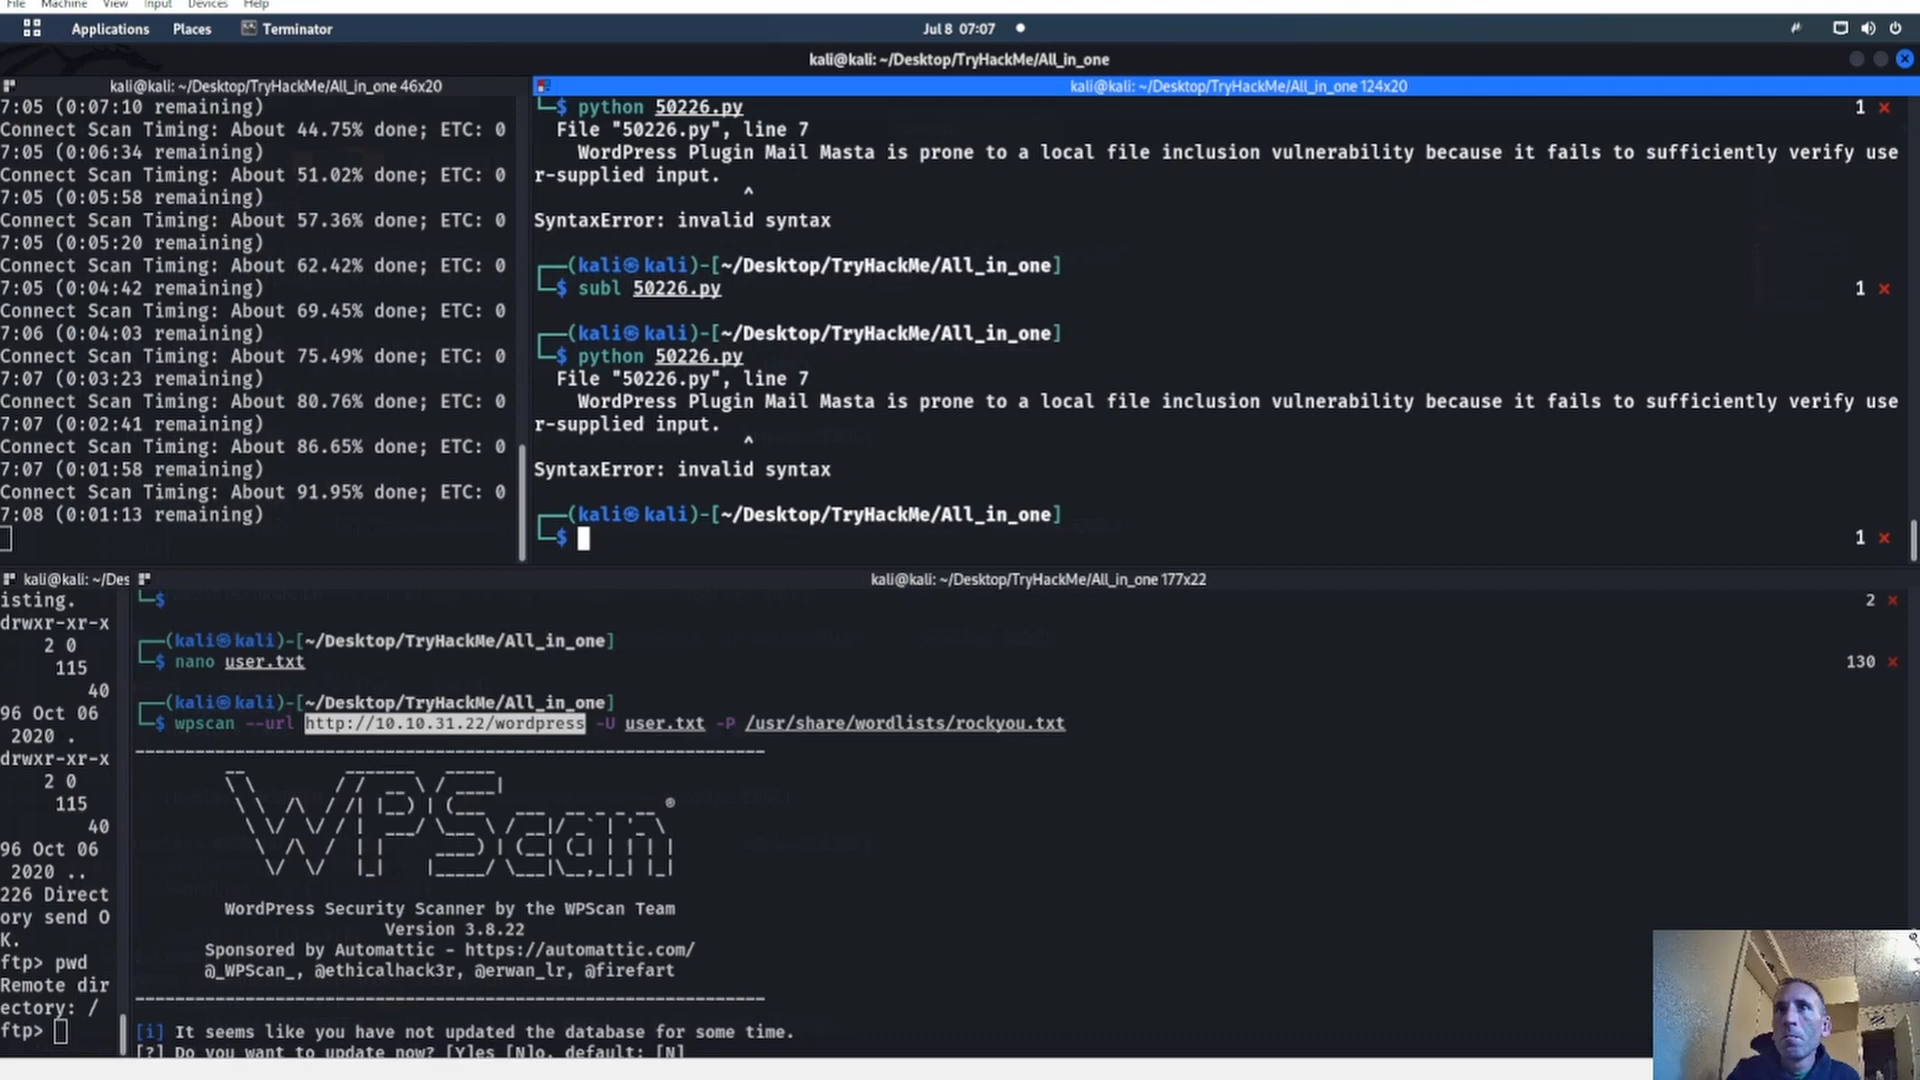 File Machine View Input Devices Help
Applications Places Terminator Jul 8 07:07
kali@kali: ~/Desktop/TryHackMe/All_in_one
kali@kali: ~/Desktop/TryHackMe/All_in_one 46x20
7:05 (0:07:10 remaining)
Connect Scan Timing: About 44.75% done; ETC: 0
7:05 (0:06:34 remaining)
Connect Scan Timing: About 51.02% done; ETC: 0
7:05 (0:05:58 remaining)
Connect Scan Timing: About 57.36% done; ETC: 0
7:05 (0:05:20 remaining)
Connect Scan Timing: About 62.42% done; ETC: 0
7:05 (0:04:42 remaining)
Connect Scan Timing: About 69.45% done; ETC: 0
7:06 (0:04:03 remaining)
Connect Scan Timing: About 75.49% done; ETC: 0
7:07 (0:03:23 remaining)
Connect Scan Timing: About 80.76% done; ETC: 0
7:07 (0:02:41 remaining)
Connect Scan Timing: About 86.65% done; ETC: 0
7:07 (0:01:58 remaining)
Connect Scan Timing: About 91.95% done; ETC: 0
7:08 (0:01:13 remaining)
kali@kali: ~/Desktop/TryHackMe/All_in_one 124x20
└─$ python 50226.py 1 ⨯
File "50226.py", line 7
WordPress Plugin Mail Masta is prone to a local file inclusion vulnerability because it fails to sufficiently verify use
r-supplied input.
^
SyntaxError: invalid syntax
┌──(kali㉿kali)-[~/Desktop/TryHackMe/All_in_one]
└─$ subl 50226.py 1 ⨯
┌──(kali㉿kali)-[~/Desktop/TryHackMe/All_in_one]
└─$ python 50226.py
File "50226.py", line 7
WordPress Plugin Mail Masta is prone to a local file inclusion vulnerability because it fails to sufficiently verify use
r-supplied input.
^
SyntaxError: invalid syntax
┌──(kali㉿kali)-[~/Desktop/TryHackMe/All_in_one]
└─$ 1 ⨯
kali@kali: ~/Des
isting.
drwxr-xr-x
2 0
115
40
96 Oct 06
2020 .
drwxr-xr-x
2 0
115
40
96 Oct 06
2020 ..
226 Direct
ory send O
K.
ftp> pwd
Remote dir
ectory: /
ftp>
kali@kali: ~/Desktop/TryHackMe/All_in_one 177x22
└─$ 2 ⨯
┌──(kali㉿kali)-[~/Desktop/TryHackMe/All_in_one]
└─$ nano user.txt 130 ⨯
┌──(kali㉿kali)-[~/Desktop/TryHackMe/All_in_one]
└─$ wpscan --url http://10.10.31.22/wordpress -U user.txt -P /usr/share/wordlists/rockyou.txt
WPScan ®
WordPress Security Scanner by the WPScan Team
Version 3.8.22
Sponsored by Automattic - https://automattic.com/
@_WPScan_, @ethicalhack3r, @erwan_lr, @firefart
[i] It seems like you have not updated the database for some time.
[?] Do you want to update now? [Y]es [N]o, default: [N]